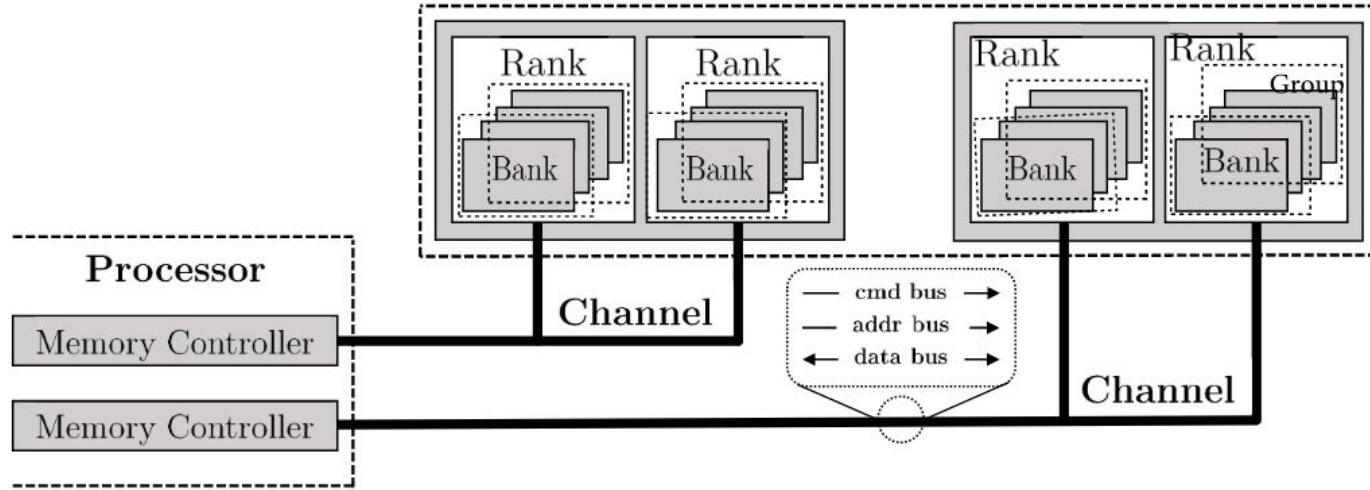 Rank
Rank
Rank
Rank
Group
Bank
Bank
Bank
Bank
Processor
cmd bus
Channel
addr bus
Memory Controller
data bus
Channel
Memory Controller